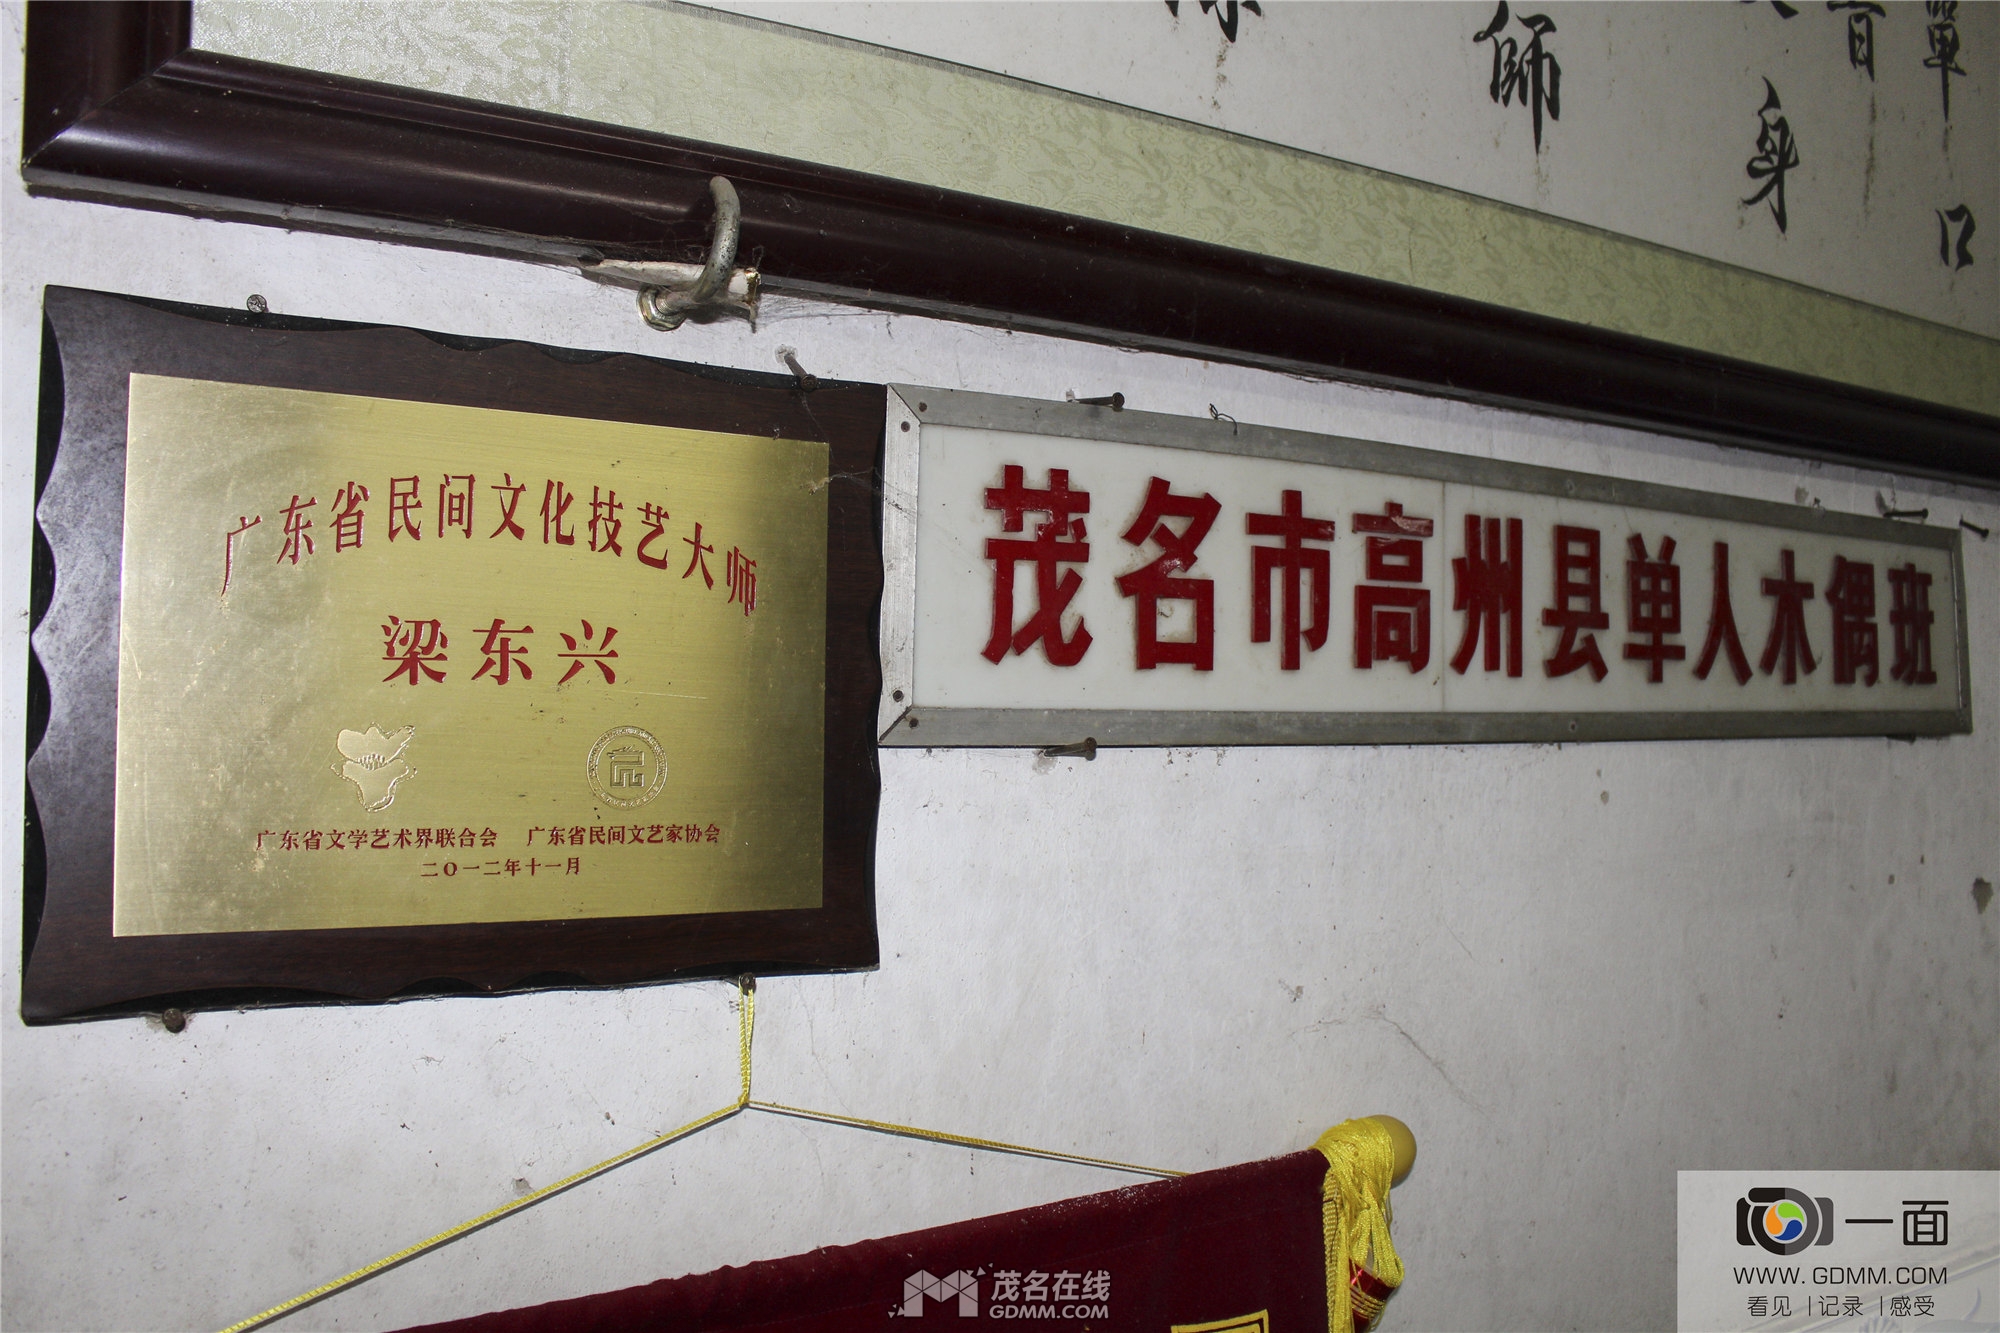 师
身
口
广东省民间文化技艺大师
梁东兴
广东省文学艺术界联合会 广东省民间文艺家协会
二〇一二年十一月
茂名市高州县单人木偶班
茂名在线
GDMM.COM
一面
WWW.GDMM.COM
看见 | 记录 | 感受